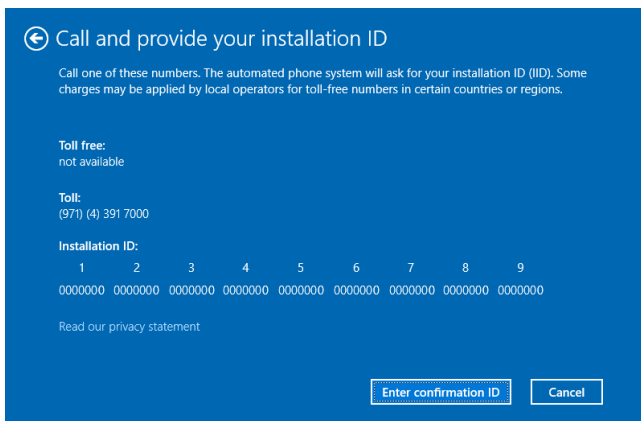 Call and provide your installation ID
Call one of these numbers. The automated phone system will ask for your installation ID (IID). Some
charges may be applied by local operators for toll-free numbers in certain countries or regions.
Toll free:
not available
Toll:
(971) (4) 391 7000
Installation ID:
1 2 3 4 5 6 7 8 9
0000000 0000000 0000000 0000000 0000000 0000000 0000000 0000000 0000000
Read our privacy statement
Enter confirmation ID Cancel